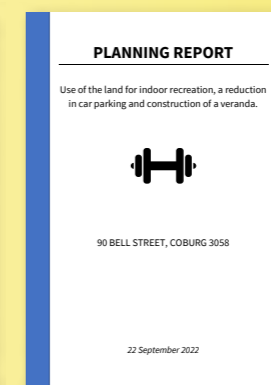 PLANNING REPORT
Use of the land for indoor recreation, a reduction
in car parking and construction of a veranda.
90 BELL STREET, COBURG 3058
22 September 2022